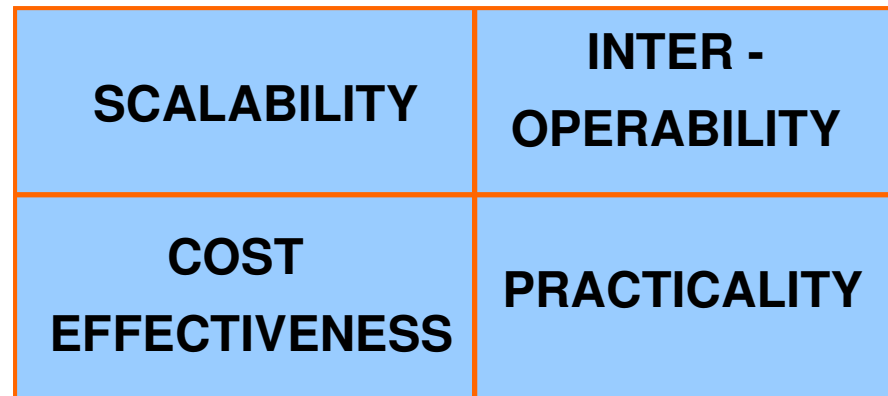 SCALABILITY
INTER -
OPERABILITY
COST
EFFECTIVENESS
PRACTICALITY